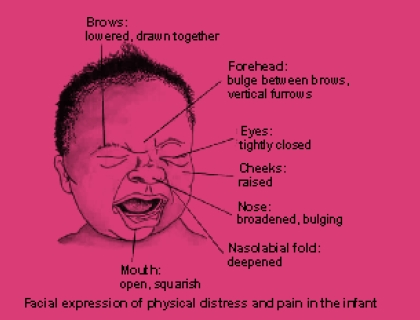 Brows:
lowered, drawn together
Forehead:
bulge between brows,
vertical furrows
Eyes:
tightly closed
Cheeks:
raised
Nose:
broadened, bulging
Nasolabial fold:
deepened
Mouth:
open, squarish
Facial expression of physical distress and pain in the infant